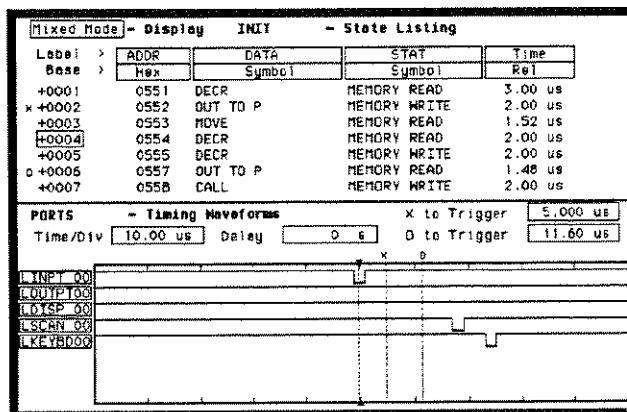 Mixed Mode - Display INIT - State Listing
Label > ADDR DATA STAT Time
Base > Hex Symbol Symbol Rel
+0001 0551 DECR MEMORY READ 3.00 us
x +0002 0552 OUT TO P MEMORY WRITE 2.00 us
+0003 0553 MOVE MEMORY READ 1.52 us
+0004 0554 DECR MEMORY READ 2.00 us
+0005 0555 DECR MEMORY WRITE 2.00 us
o +0006 0557 OUT TO P MEMORY READ 1.48 us
+0007 0558 CALL MEMORY WRITE 2.00 us
PORTS - Timing Waveforms X to Trigger 5.000 us
Time/Div 10.00 us Delay 0 s O to Trigger 11.60 us
x o
LINPT 00
LOUTPT00
LDISP 00
LSCAN 00
LKEYBD00